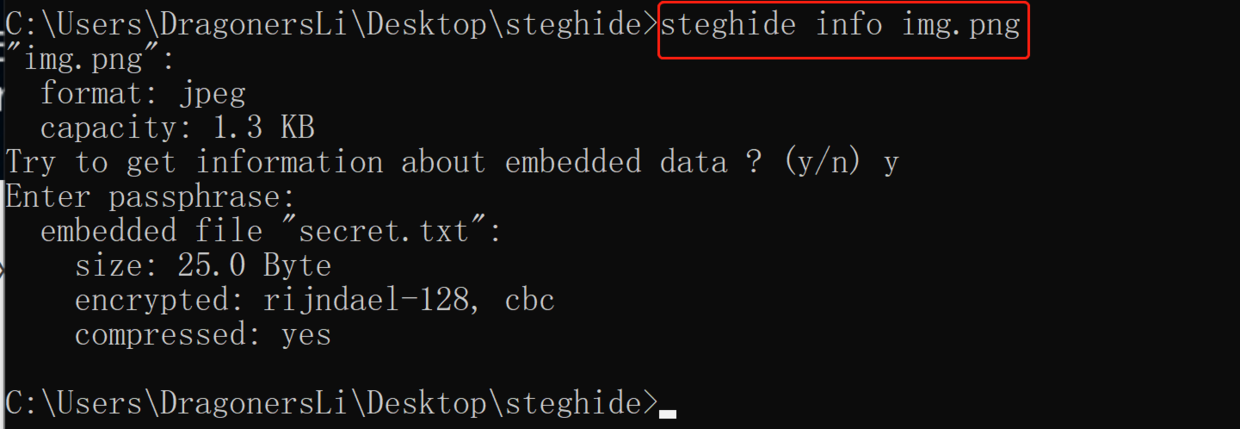 C:\Users\DragonersLi\Desktop\steghide>steghide info img.png
"img.png":
format: jpeg
capacity: 1.3 KB
Try to get information about embedded data ? (y/n) y
Enter passphrase:
embedded file "secret.txt":
size: 25.0 Byte
encrypted: rijndael-128, cbc
compressed: yes
C:\Users\DragonersLi\Desktop\steghide>